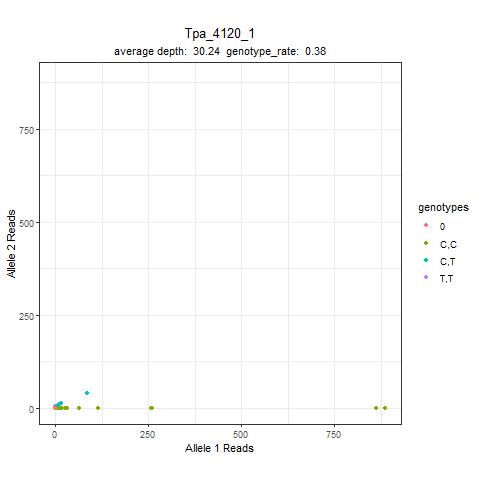 Tpa_4120_1
average depth: 30.24 genotype_rate: 0.38
750
500
250
0
Allele 2 Reads
0 250 500 750
Allele 1 Reads
genotypes
0
C,C
C,T
T,T